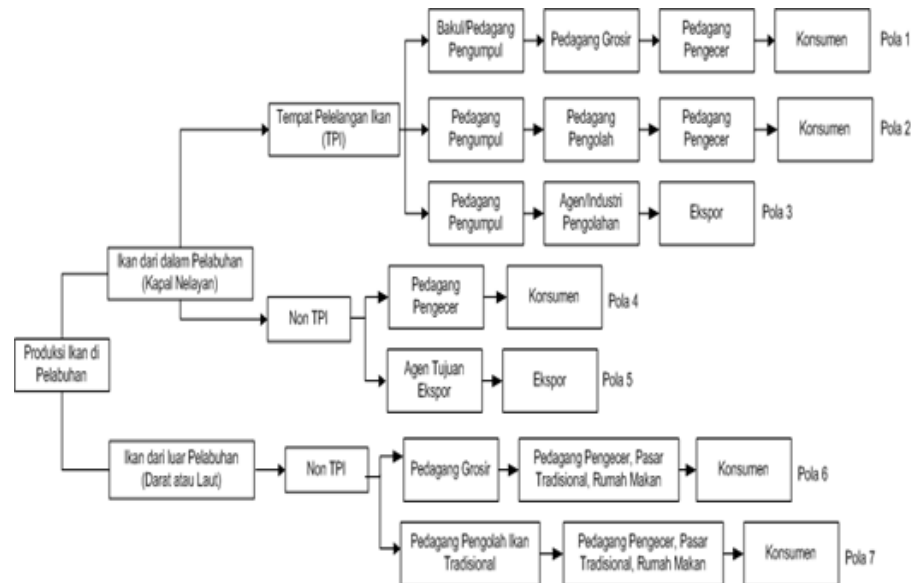 Bakul/Pedagang
Pengumpul
Pedagang Grosir
Pedagang
Pengecer
Konsumen
Pola 1
Tempat Pelelangan Ikan
(TPI)
Pedagang
Pengumpul
Pedagang
Pengolah
Pedagang
Pengecer
Konsumen
Pola 2
Pedagang
Pengumpul
Agen/Industri
Pengolahan
Ekspor
Pola 3
Ikan dari dalam Pelabuhan
(Kapal Nelayan)
Non TPI
Pedagang
Pengecer
Konsumen
Pola 4
Produksi Ikan di
Pelabuhan
Agen Tujuan
Ekspor
Ekspor
Pola 5
Ikan dari luar Pelabuhan
(Darat atau Laut)
Non TPI
Pedagang Grosir
Pedagang Pengecer, Pasar
Tradisional, Rumah Makan
Konsumen
Pola 6
Pedagang Pengolah Ikan
Tradisional
Pedagang Pengecer, Pasar
Tradisional, Rumah Makan
Konsumen
Pola 7